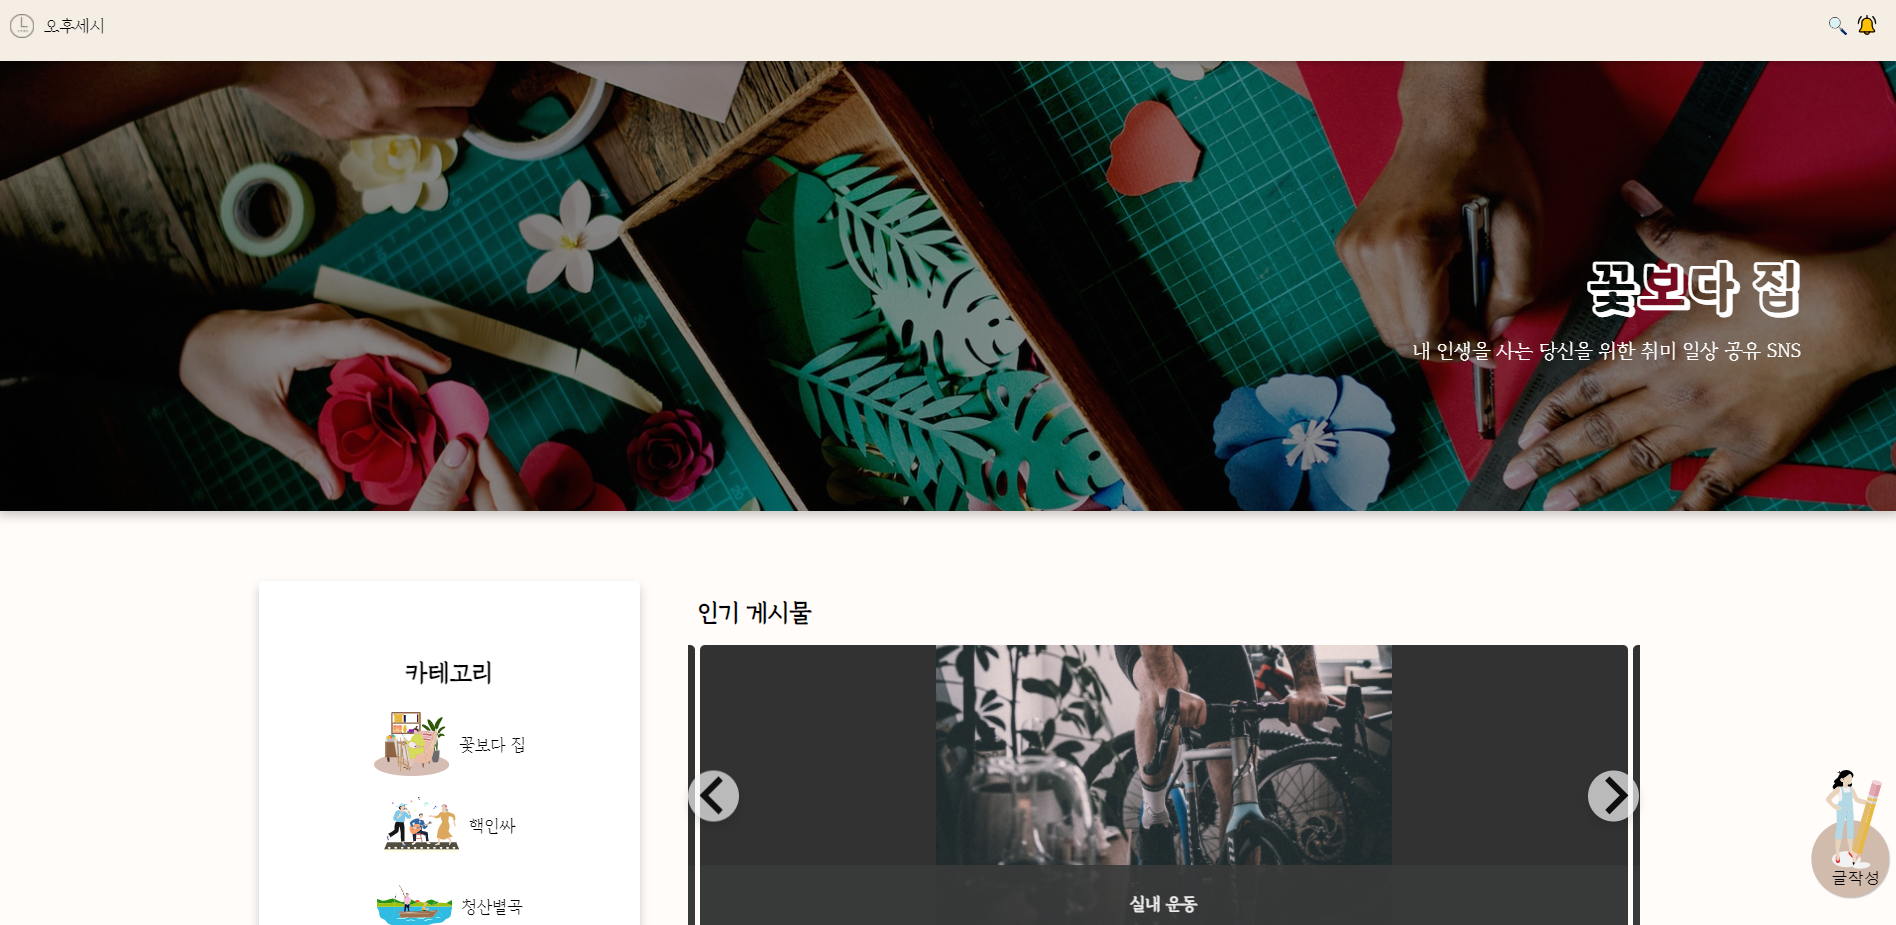 오후세시
꽃보다 집
내 인생을 사는 당신을 위한 취미 일상 공유 SNS
인기 게시물
카테고리
꽃보다 집
핵인싸
청산별곡
실내 운동
글작성